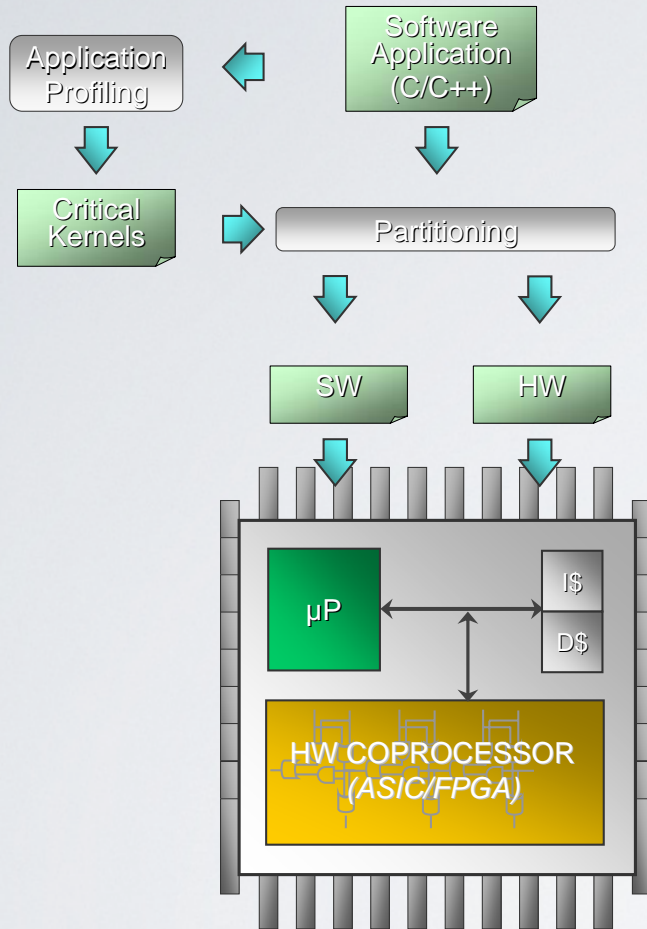 Software
Application
(C/C++)
Application
Profiling
Critical
Kernels
Partitioning
SW
HW
µP
I$
D$
HW COPROCESSOR
(ASIC/FPGA)